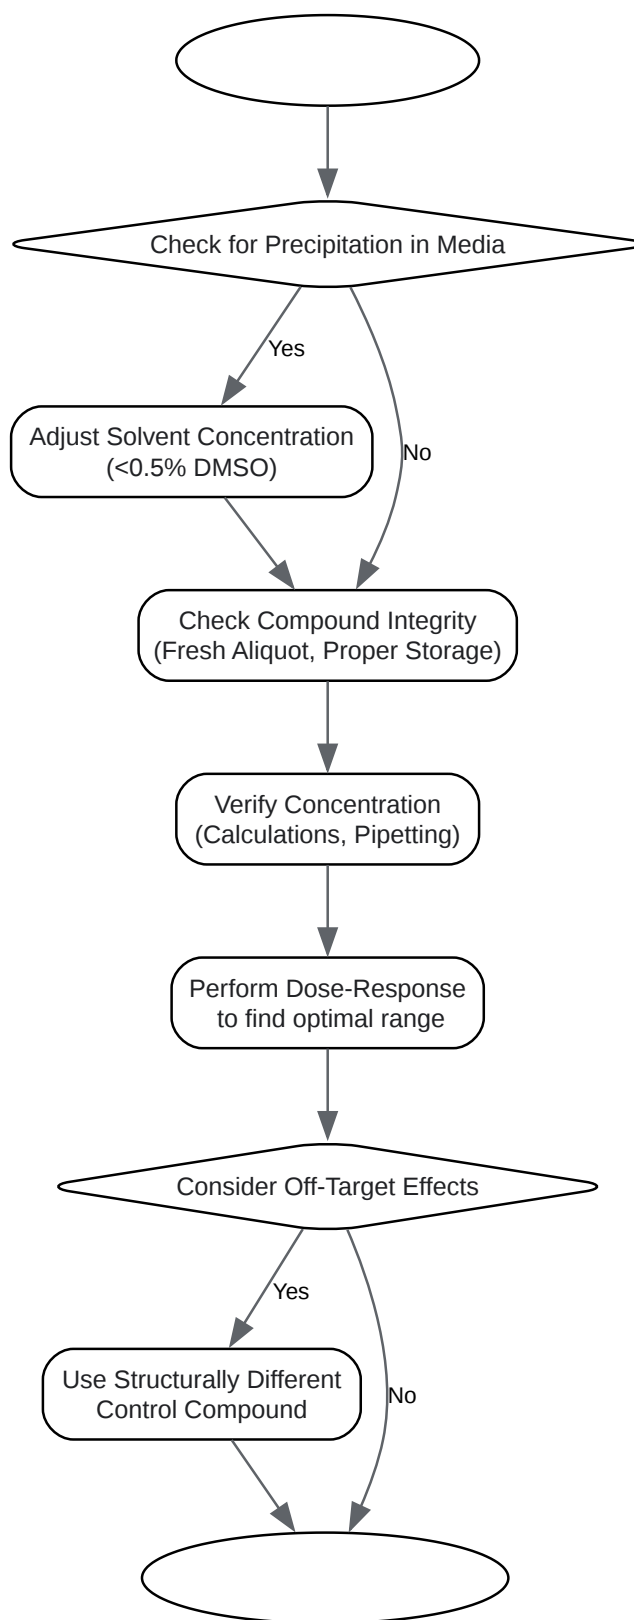 Check for Precipitation in Media
Yes
Adjust Solvent Concentration
(<0.5% DMSO)
No
Check Compound Integrity
(Fresh Aliquot, Proper Storage)
Verify Concentration
(Calculations, Pipetting)
Perform Dose-Response
to find optimal range
Consider Off-Target Effects
Yes
Use Structurally Different
Control Compound
No